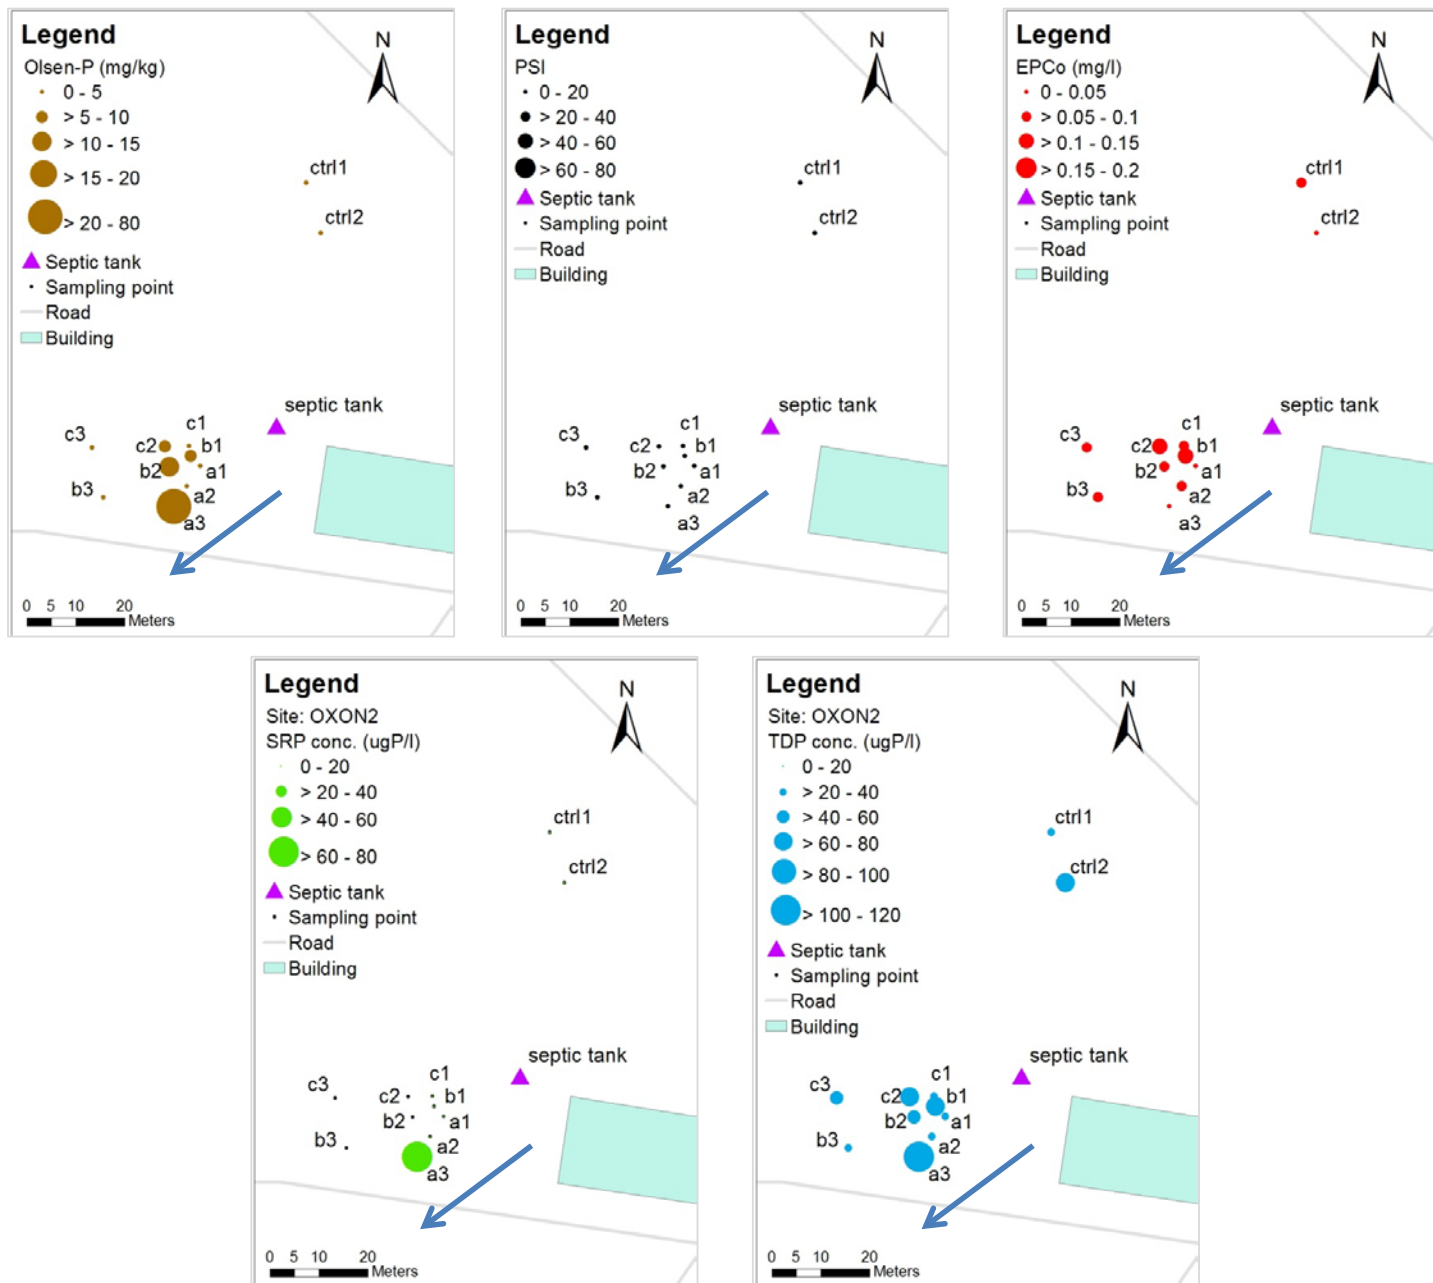 Legend
Olsen-P (mg/kg)
0 - 5
> 5 - 10
> 10 - 15
> 15 - 20
> 20 - 80
Septic tank
Sampling point
Road
Building
N
ctrl1
ctrl2
septic tank
c3
c2
c1
b1
b2
a1
b3
a2
a3
0 5 10 20
Meters
Legend
PSI
0 - 20
> 20 - 40
> 40 - 60
> 60 - 80
Septic tank
Sampling point
Road
Building
N
ctrl1
ctrl2
septic tank
c3
c2
c1
b1
b2
a1
b3
a2
a3
0 5 10 20
Meters
Legend
EPCo (mg/l)
0 - 0.05
> 0.05 - 0.1
> 0.1 - 0.15
> 0.15 - 0.2
Septic tank
Sampling point
Road
Building
N
ctrl1
ctrl2
septic tank
c3
c2
c1
b1
b2
a1
b3
a2
a3
0 5 10 20
Meters
Legend
Site: OXON2
SRP conc. (ugP/l)
0 - 20
> 20 - 40
> 40 - 60
> 60 - 80
Septic tank
Sampling point
Road
Building
N
ctrl1
ctrl2
septic tank
c3
c2
c1
b1
b2
a1
b3
a2
a3
0 5 10 20
Meters
Legend
Site: OXON2
TDP conc. (ugP/l)
0 - 20
> 20 - 40
> 40 - 60
> 60 - 80
> 80 - 100
> 100 - 120
Septic tank
Sampling point
Road
Building
N
ctrl1
ctrl2
septic tank
c3
c2
c1
b1
b2
a1
b3
a2
a3
0 5 10 20
Meters